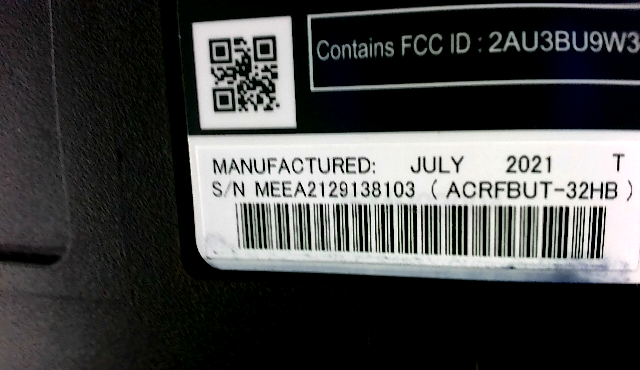 Contains FCC ID : 2AU3BU9W3
MANUFACTURED: JULY 2021 T
S/N MEEA2129138103 ( ACRFBUT-32HB )